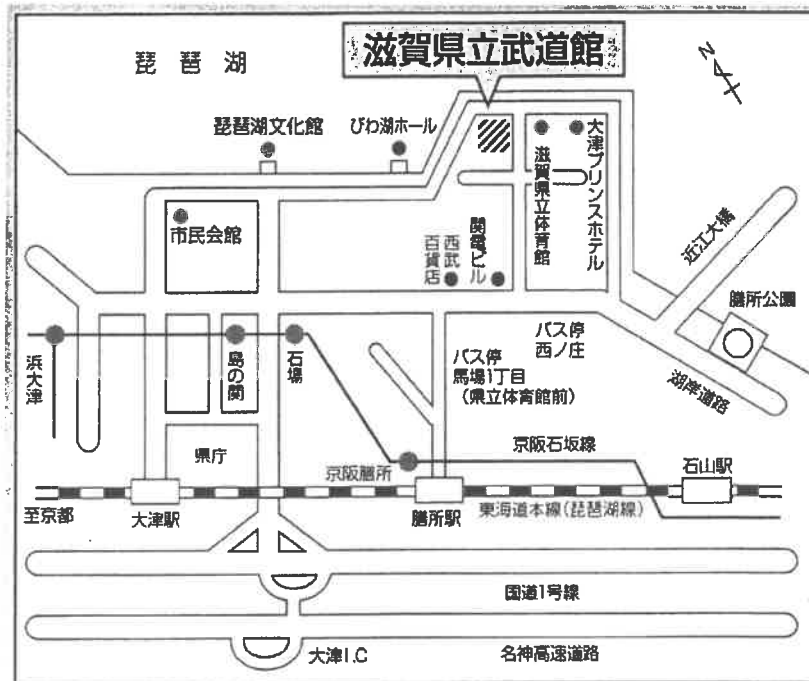 滋賀県立武道館
琵琶湖
N
琵琶湖文化館
びわ湖ホール
滋賀県立体育館
大津プリンスホテル
市民会館
西武
百貨店
関電ビル
近江大橋
膳所公園
バス停
西ノ庄
バス停
馬場1丁目
(県立体育館前)
湖岸道路
浜大津
島の関
石場
県庁
京阪膳所
京阪石坂線
石山駅
至京都
大津駅
膳所駅
東海道本線(琵琶湖線)
国道1号線
大津I.C
名神高速道路